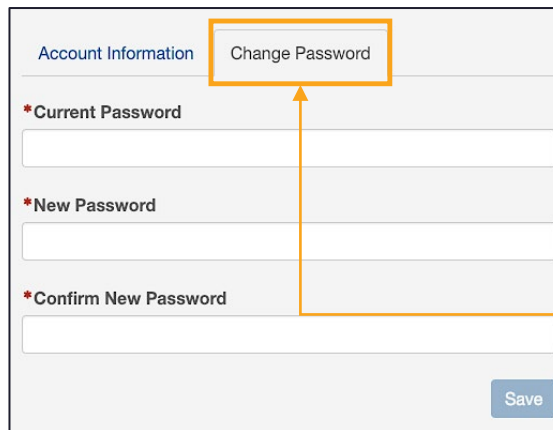 Account Information Change Password
*Current Password
*New Password
*Confirm New Password
Save